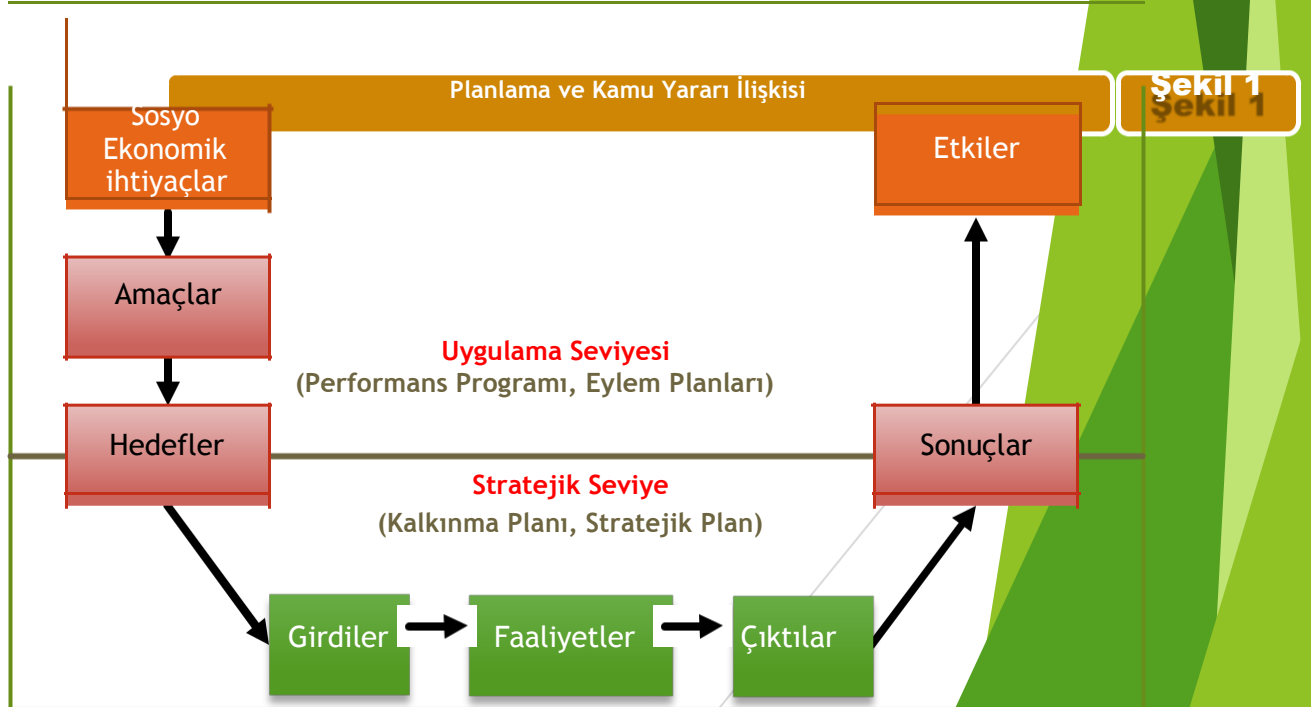 Planlama ve Kamu Yararı İlişkisi
Şekil 1
Sosyo
Ekonomik
ihtiyaçlar
Etkiler
Amaçlar
Uygulama Seviyesi
(Performans Programı, Eylem Planları)
Hedefler
Sonuçlar
Stratejik Seviye
(Kalkınma Planı, Stratejik Plan)
Girdiler
Faaliyetler
Çıktılar